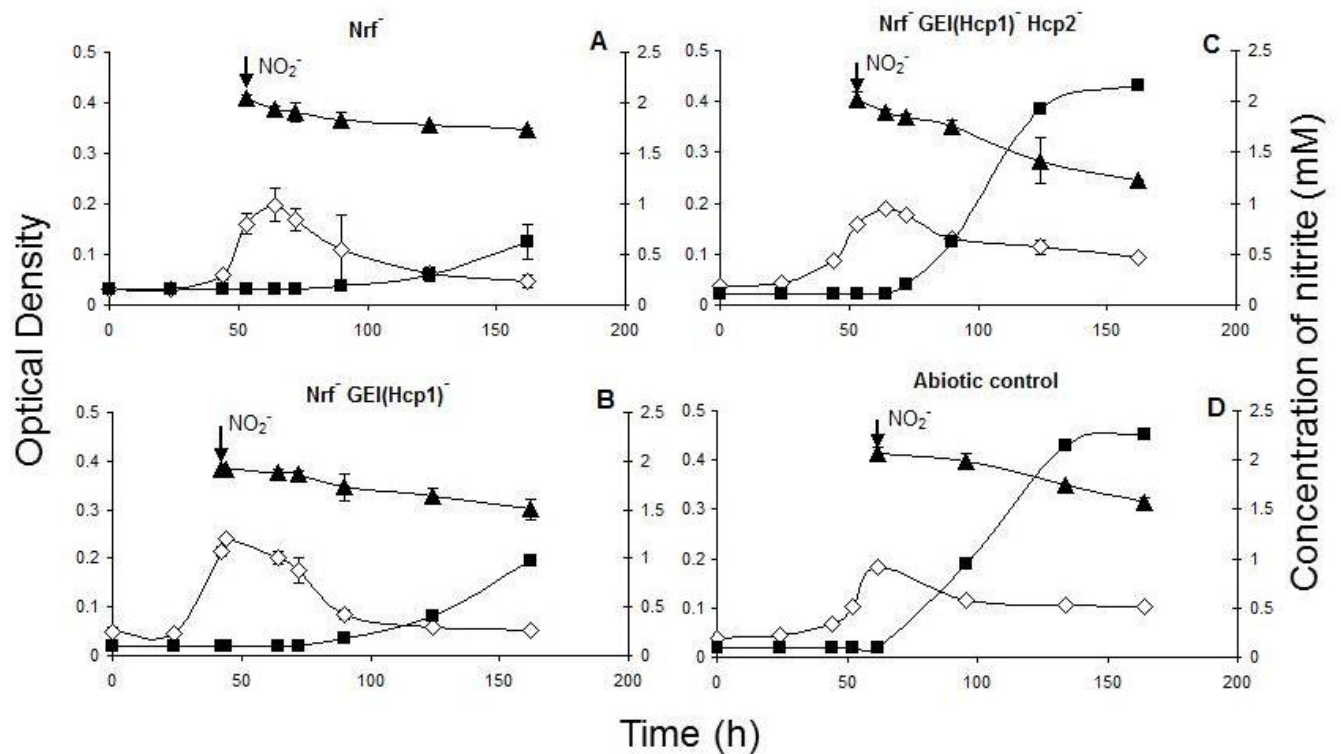 Nrf⁻ A
NO₂⁻
0.5 2.5
0.4 2
0.3 1.5
0.2 1
0.1 0.5
0 0
0 50 100 150 200
Nrf⁻ GEI(Hcp1)⁻ Hcp2⁻ C
NO₂⁻
0.5 2.5
0.4 2
0.3 1.5
0.2 1
0.1 0.5
0 0
0 50 100 150 200
Nrf⁻ GEI(Hcp1)⁻ B
NO₂⁻
0.5 2.5
0.4 2
0.3 1.5
0.2 1
0.1 0.5
0 0
0 50 100 150 200
Abiotic control D
NO₂⁻
0.5 2.5
0.4 2
0.3 1.5
0.2 1
0.1 0.5
0 0
0 50 100 150 200
Optical Density
Concentration of nitrite (mM)
Time (h)